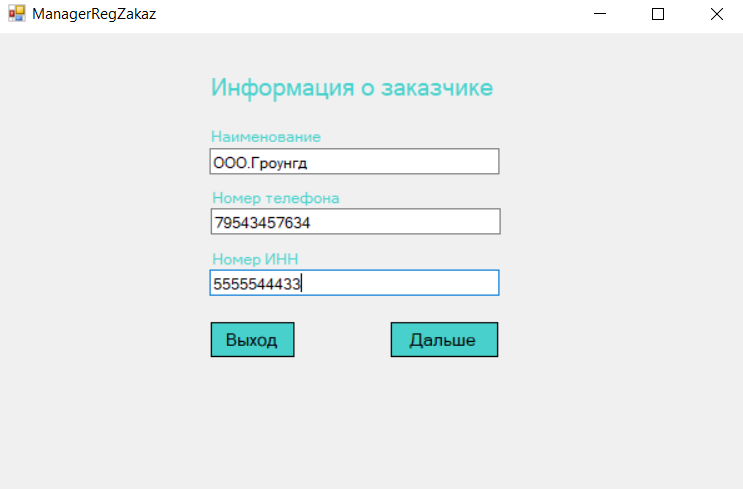 ManagerRegZakaz
Информация о заказчике
Наименование
ООО.Гроунгд
Номер телефона
79543457634
Номер ИНН
5555544433
Выход Дальше